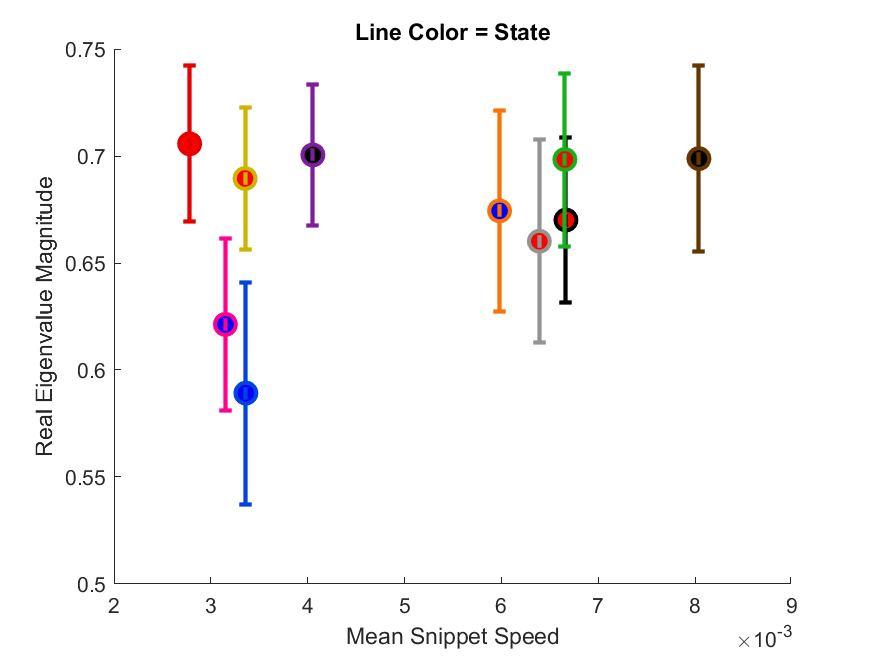 Line Color = State
0.75
0.7
0.65
0.6
0.55
0.5
Real Eigenvalue Magnitude
2 3 4 5 6 7 8 9
Mean Snippet Speed
×10-3